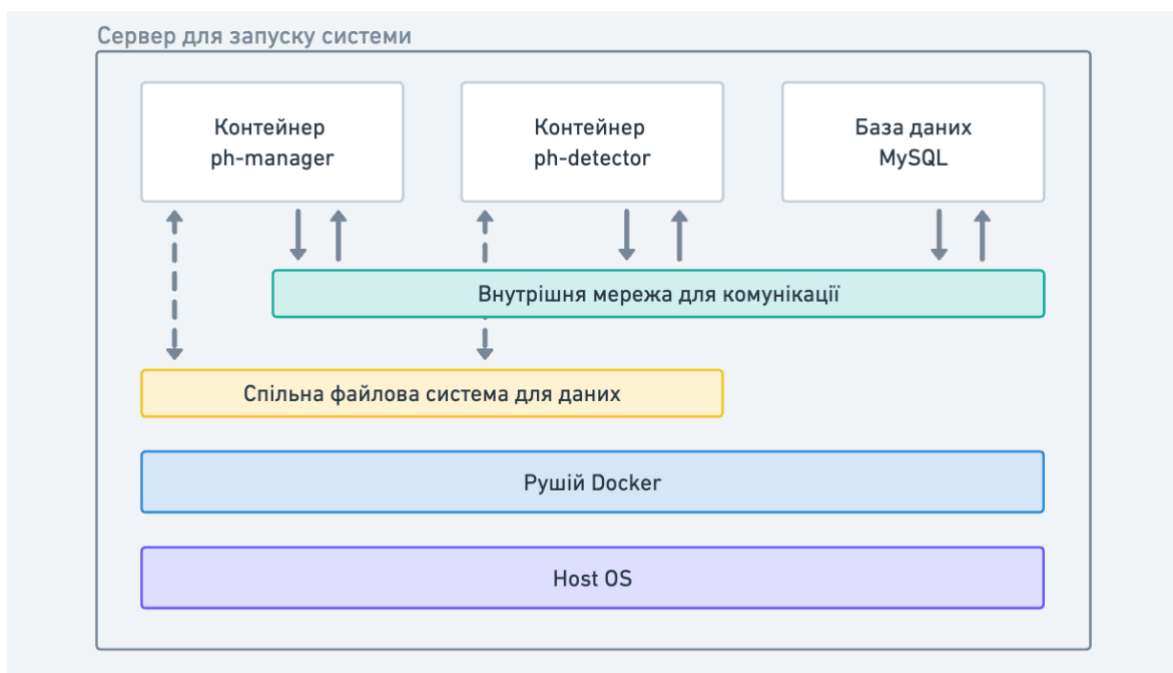 Сервер для запуску системи
Контейнер
ph-manager
Контейнер
ph-detector
База даних
MySQL
Внутрішня мережа для комунікації
Спільна файлова система для даних
Рушій Docker
Host OS